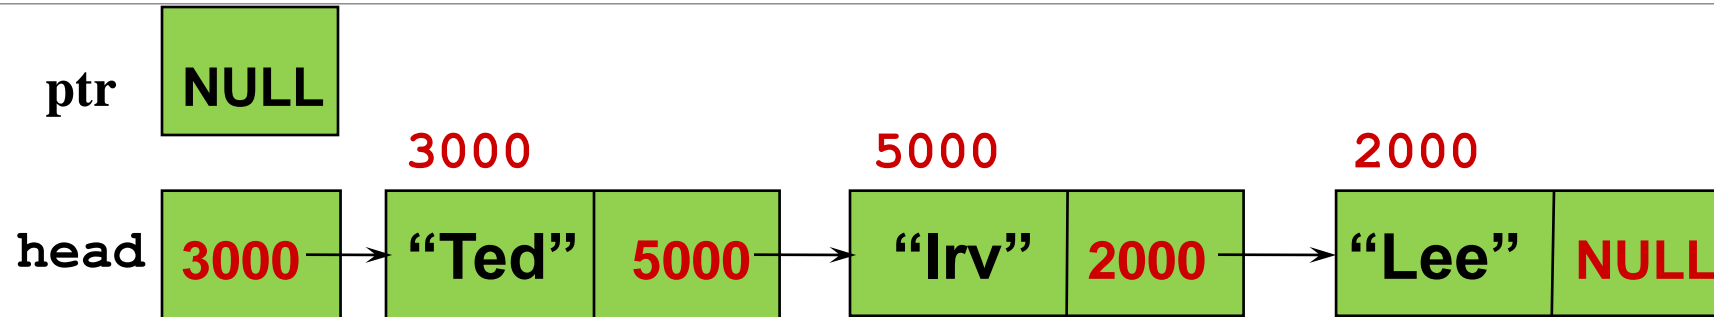 ptr NULL
3000 5000 2000
head 3000 “Ted” 5000 “Irv” 2000 “Lee” NULL